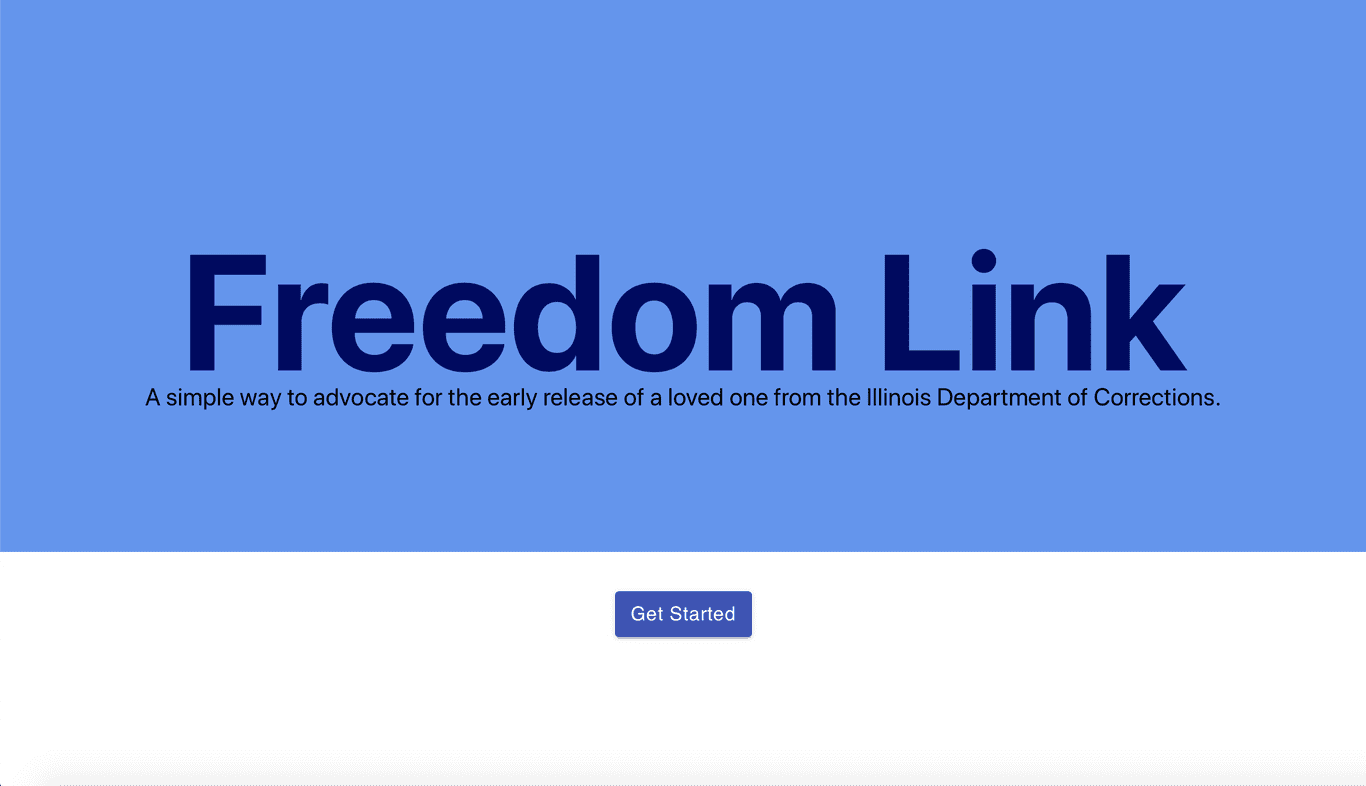 Freedom Link
A simple way to advocate for the early release of a loved one from the Illinois Department of Corrections.
Get Started